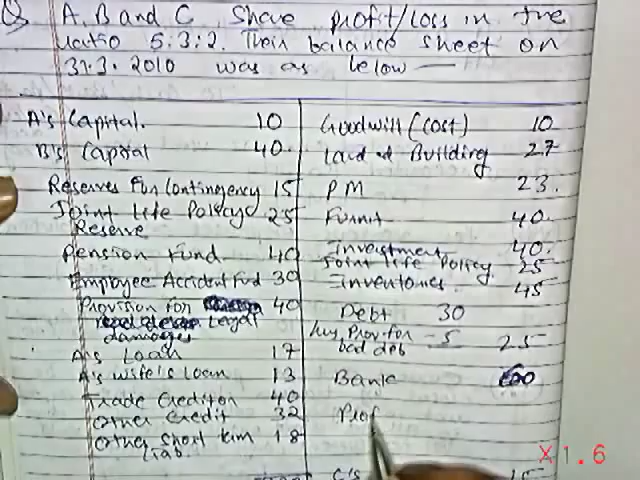 Q A, B and C Share profit/loss in the
ratio 5:3:2. Their balance sheet on
31.3.2010 was as below —
A's Capital. 10
B's Capital 40.
Reserves for Contingency 15
Joint Life Policy 25
Reserve
Pension Fund. 40
Employee Accident Fund 30
Provision for 40
Legal
damages
A's Loan 17
A's wife's Loan 13
Trade Creditor 40
Other Credit 32
Other Short term 18
Liab
Goodwill (Cost) 10
Land & Building 27
PM 23.
Furnit 40.
Investment 40.
Joint Life Policy. 25
Inventories. 45
Debt 30
Prov. for 5 25
bad deb
Bank
Prof
C's 15
X1.6